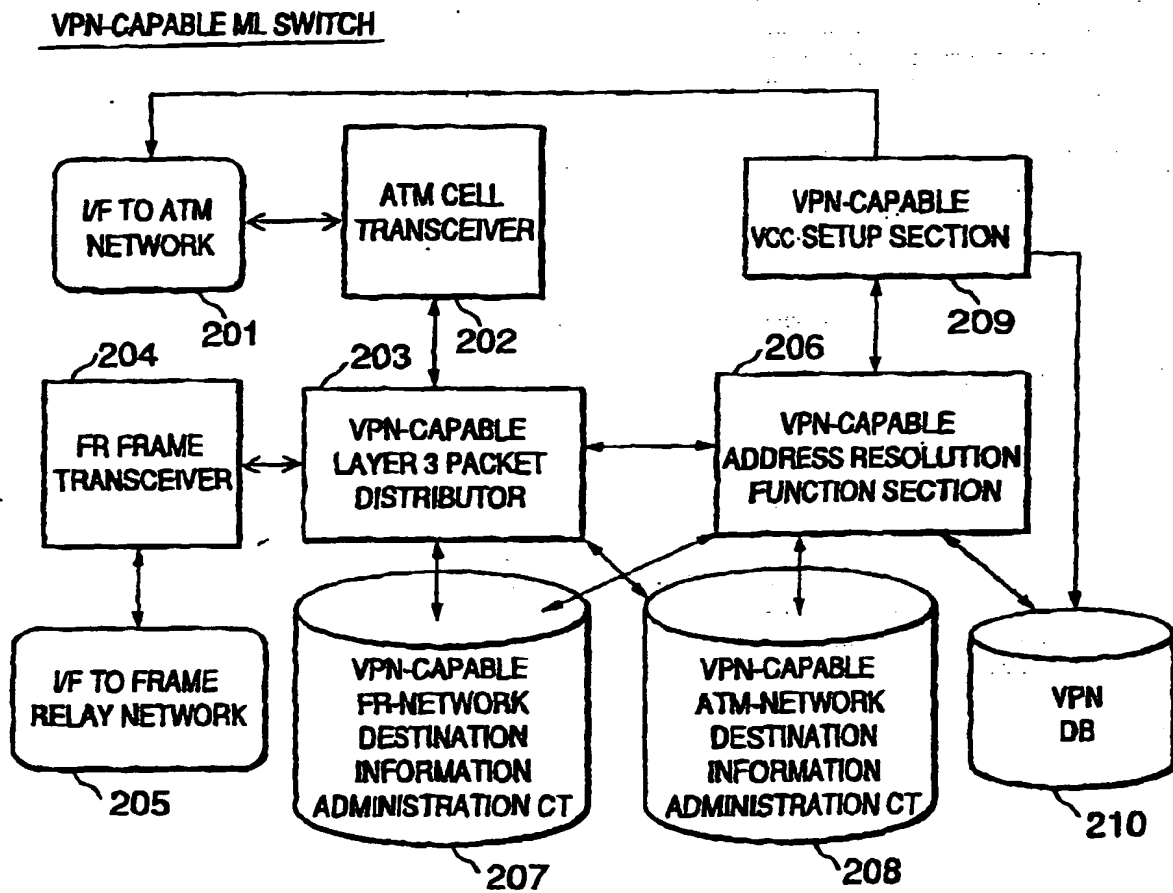 VPN-CAPABLE ML SWITCH
I/F TO ATM
NETWORK
201
ATM CELL
TRANSCEIVER
202
VPN-CAPABLE
VCC SETUP SECTION
209
204
FR FRAME
TRANSCEIVER
203
VPN-CAPABLE
LAYER 3 PACKET
DISTRIBUTOR
206
VPN-CAPABLE
ADDRESS RESOLUTION
FUNCTION SECTION
I/F TO FRAME
RELAY NETWORK
205
VPN-CAPABLE
FR-NETWORK
DESTINATION
INFORMATION
ADMINISTRATION CT
207
VPN-CAPABLE
ATM-NETWORK
DESTINATION
INFORMATION
ADMINISTRATION CT
208
VPN
DB
210